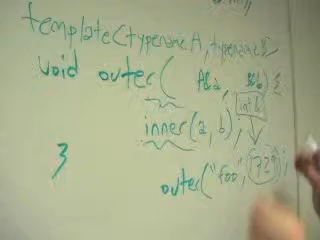 template<typename A, typename B>
void outer( A&a, B&b) {
int&
inner(a, b);
}
outer("foo", 729);